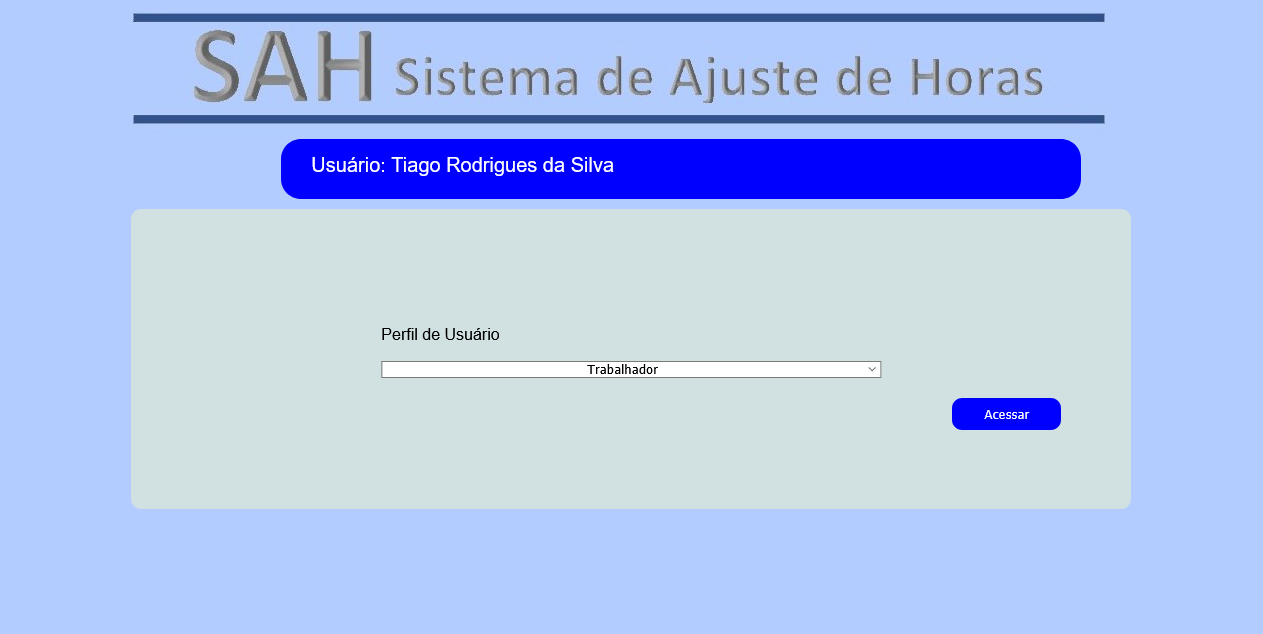 SAH Sistema de Ajuste de Horas
Usuário: Tiago Rodrigues da Silva
Perfil de Usuário
Trabalhador
Acessar